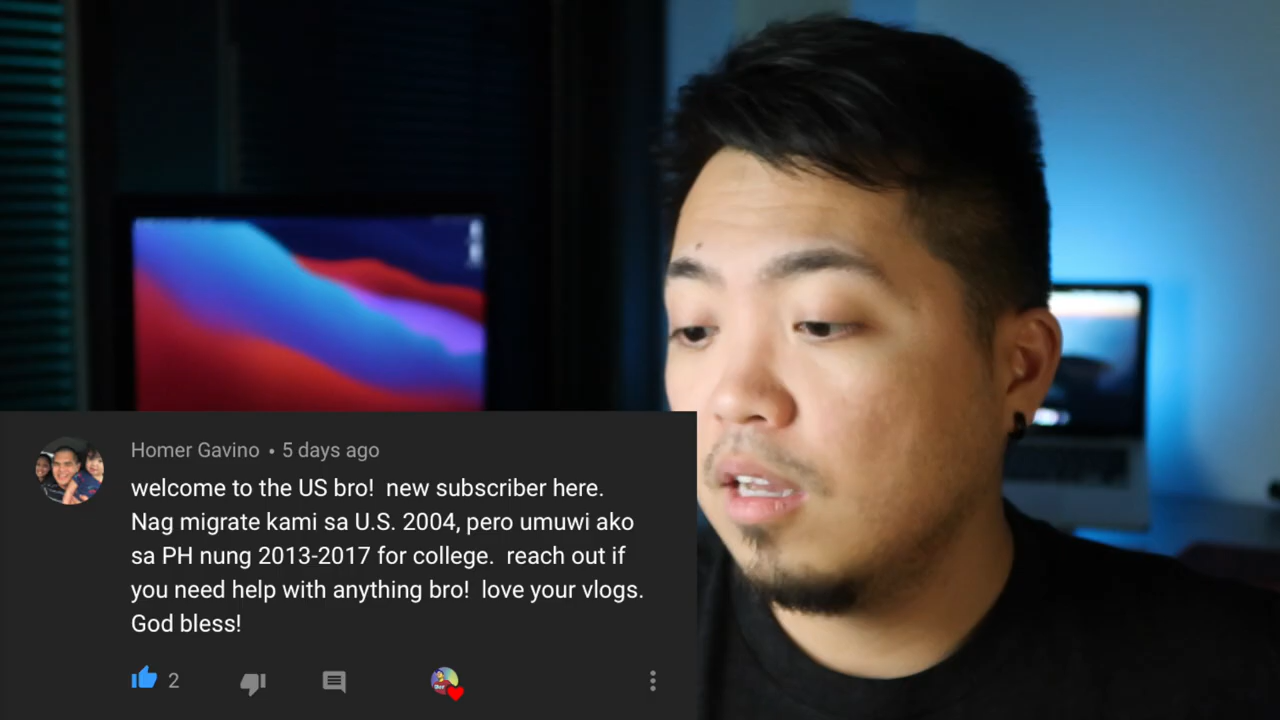 Homer Gavino • 5 days ago
welcome to the US bro!  new subscriber here.
Nag migrate kami sa U.S. 2004, pero umuwi ako
sa PH nung 2013-2017 for college.  reach out if
you need help with anything bro!  love your vlogs.
God bless!
2